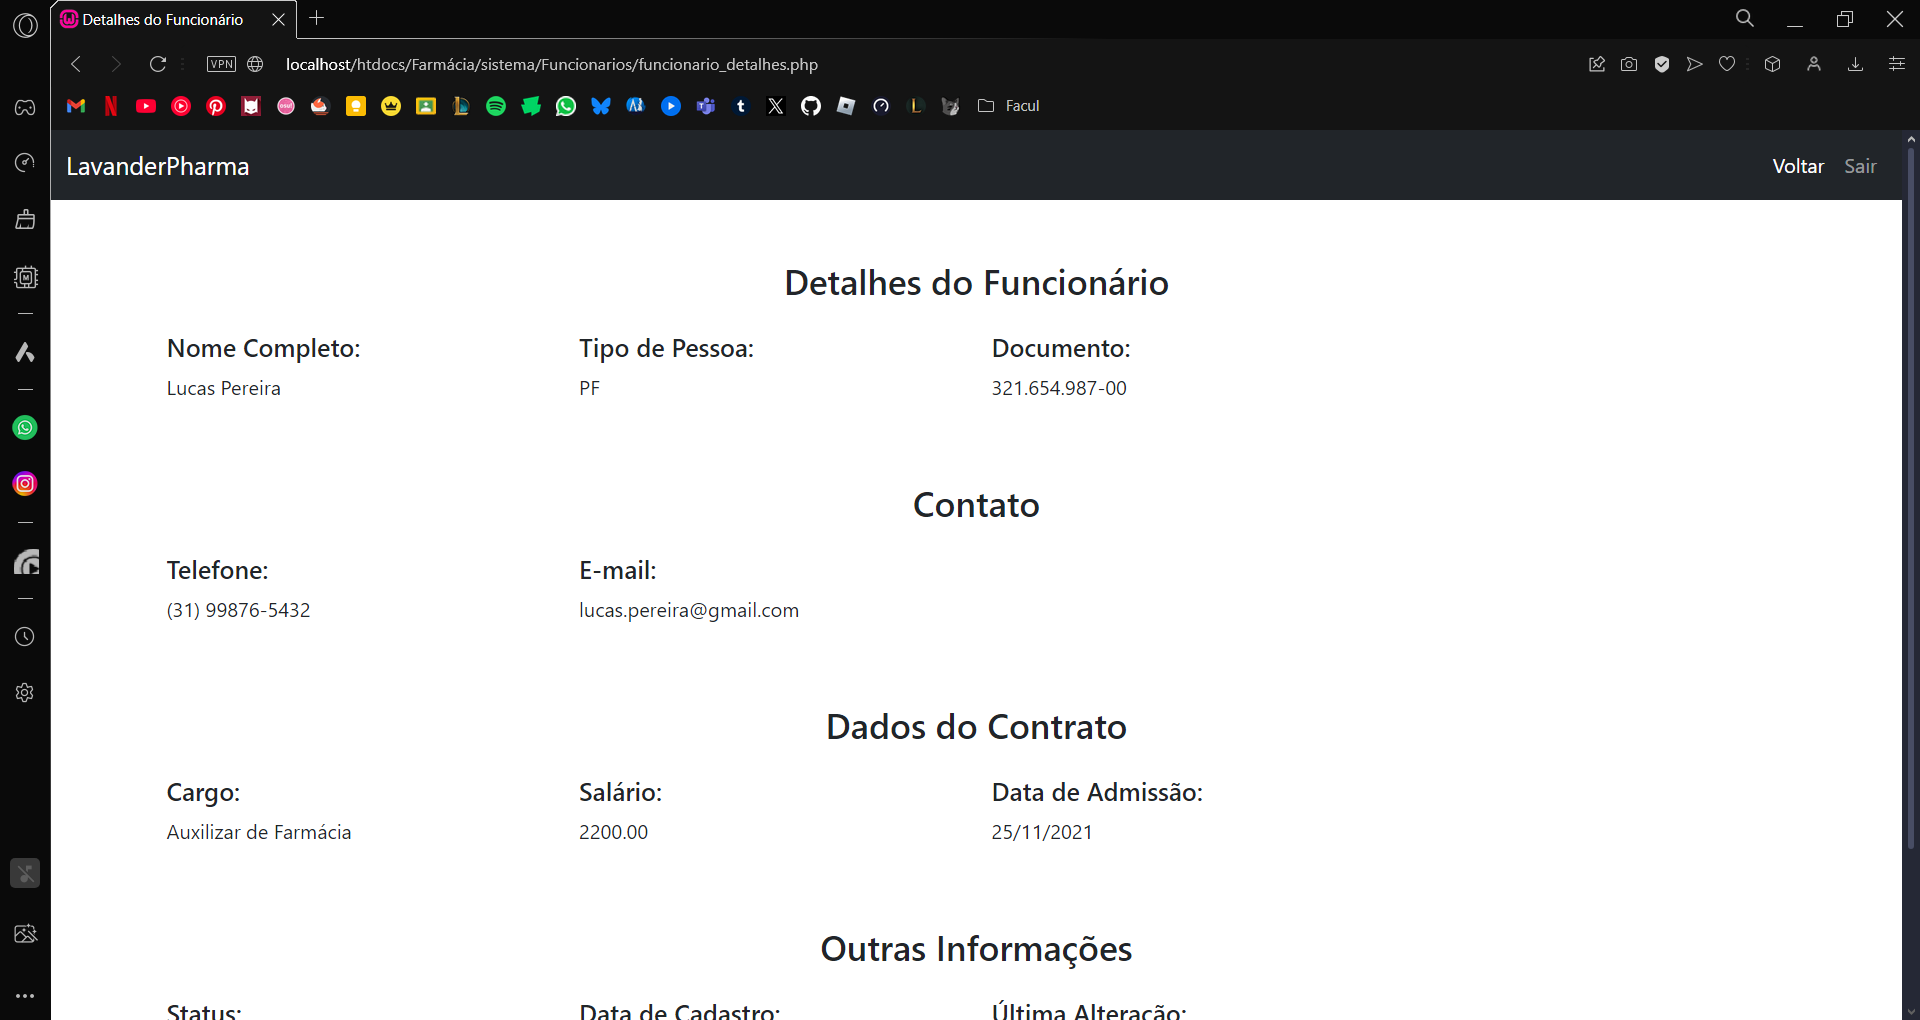 Detalhes do Funcionário
VPN
localhost/htdocs/Farmácia/sistema/Funcionarios/funcionario_detalhes.php
Facul
LavanderPharma
Voltar Sair
Detalhes do Funcionário
Nome Completo: Tipo de Pessoa: Documento:
Lucas Pereira PF 321.654.987-00
Contato
Telefone: E-mail:
(31) 99876-5432 lucas.pereira@gmail.com
Dados do Contrato
Cargo: Salário: Data de Admissão:
Auxilizar de Farmácia 2200.00 25/11/2021
Outras Informações
Status: Data de Cadastro: Última Alteração: